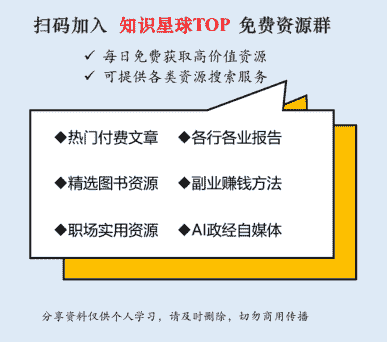 扫码加入 知识星球TOP 免费资源群
✓ 每日免费获取高价值资源
✓ 可提供各类资源搜索服务
◆热门付费文章 ◆各行各业报告
◆精选图书资源 ◆副业赚钱方法
◆职场实用资源 ◆AI政经自媒体
分享资料仅供个人学习，请及时删除，切勿商用传播